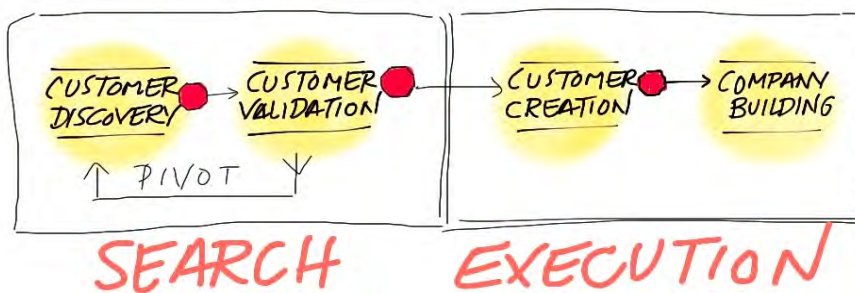 CUSTOMER
DISCOVERY
CUSTOMER
VALIDATION
CUSTOMER
CREATION
COMPANY
BUILDING
PIVOT
SEARCH
EXECUTION